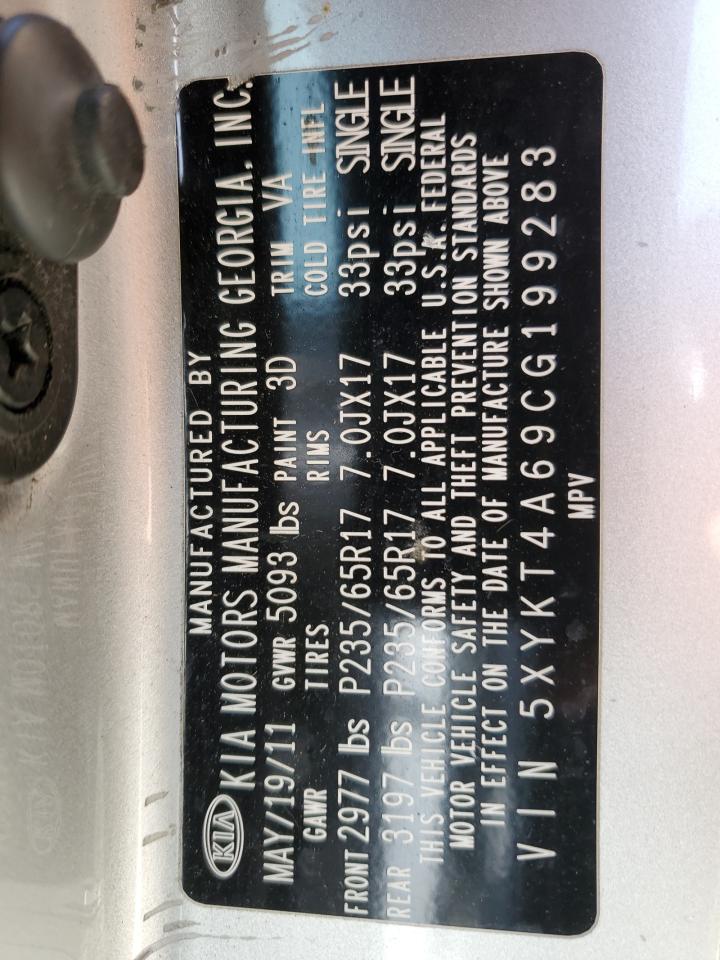 MANUFACTURED BY
KIA KIA MOTORS MANUFACTURING GEORGIA, INC.
MAY/19/11 GVWR 5093 lbs PAINT 3D TRIM VA
GAWR TIRES RIMS COLD TIRE INFL
FRONT 2977 lbs P235/65R17 7.0JX17 33psi SINGLE
REAR 3197 lbs P235/65R17 7.0JX17 33psi SINGLE
THIS VEHICLE CONFORMS TO ALL APPLICABLE U.S.A. FEDERAL
MOTOR VEHICLE SAFETY AND THEFT PREVENTION STANDARDS
IN EFFECT ON THE DATE OF MANUFACTURE SHOWN ABOVE
VIN 5XYKT4A69CG199283
MPV